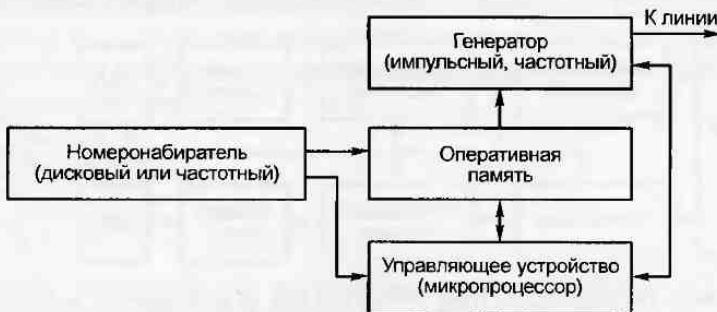 К линии
Генератор
(импульсный, частотный)
Номеронабиратель
(дисковый или частотный)
Оперативная
память
Управляющее устройство
(микропроцессор)